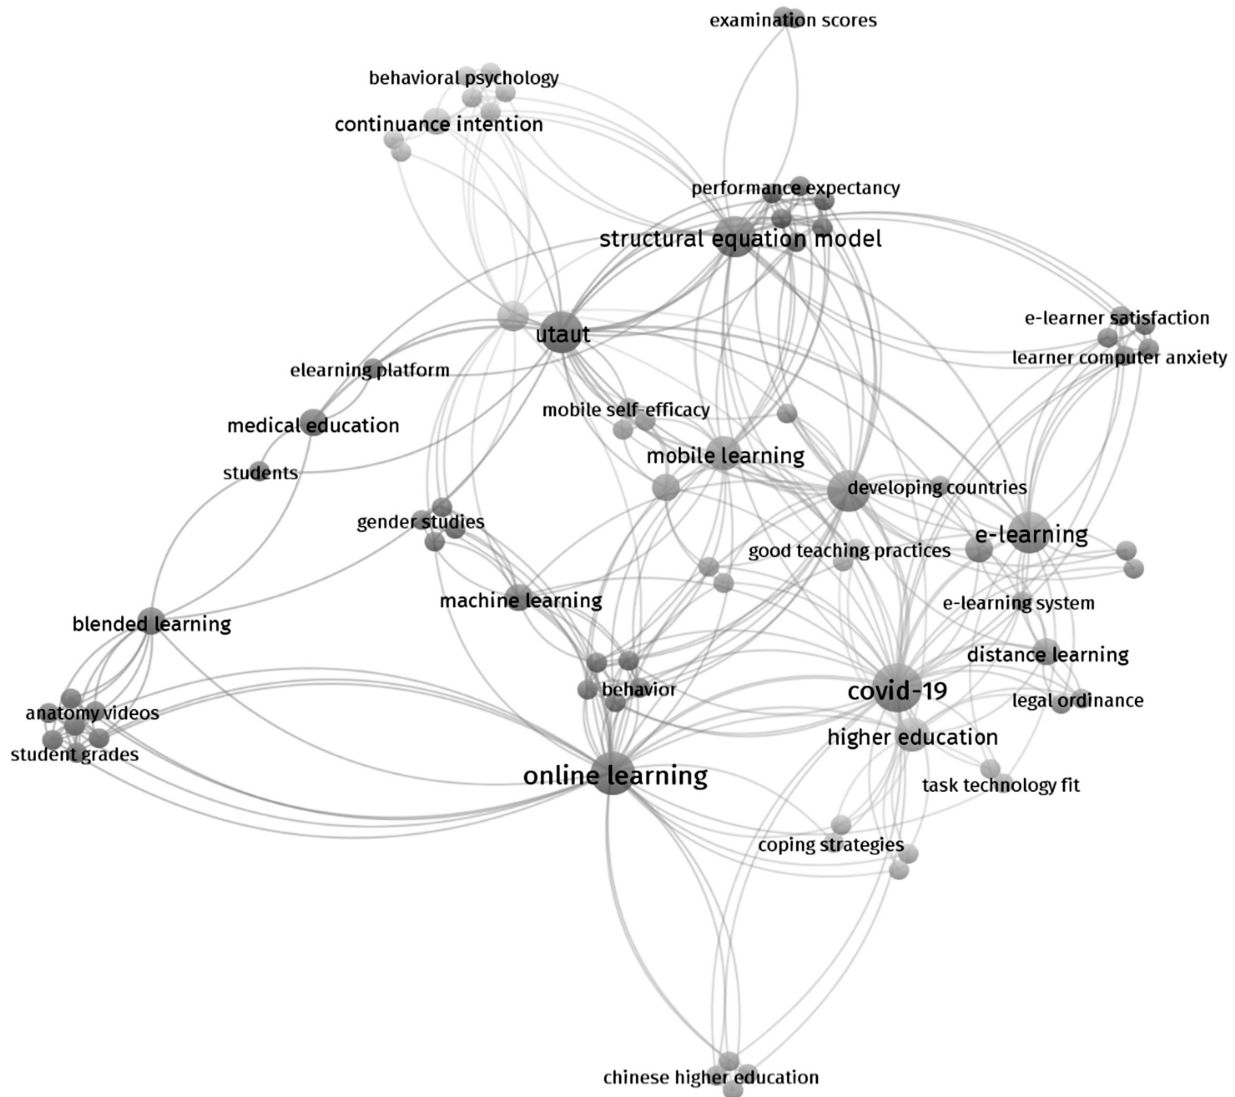 examination scores
behavioral psychology
continuance intention
performance expectancy
structural equation model
e-learner satisfaction
utaut
learner computer anxiety
elearning platform
mobile self-efficacy
medical education
mobile learning
students
developing countries
gender studies
e-learning
good teaching practices
machine learning
e-learning system
blended learning
distance learning
behavior
covid-19
legal ordinance
anatomy videos
higher education
student grades
online learning
task technology fit
coping strategies
chinese higher education